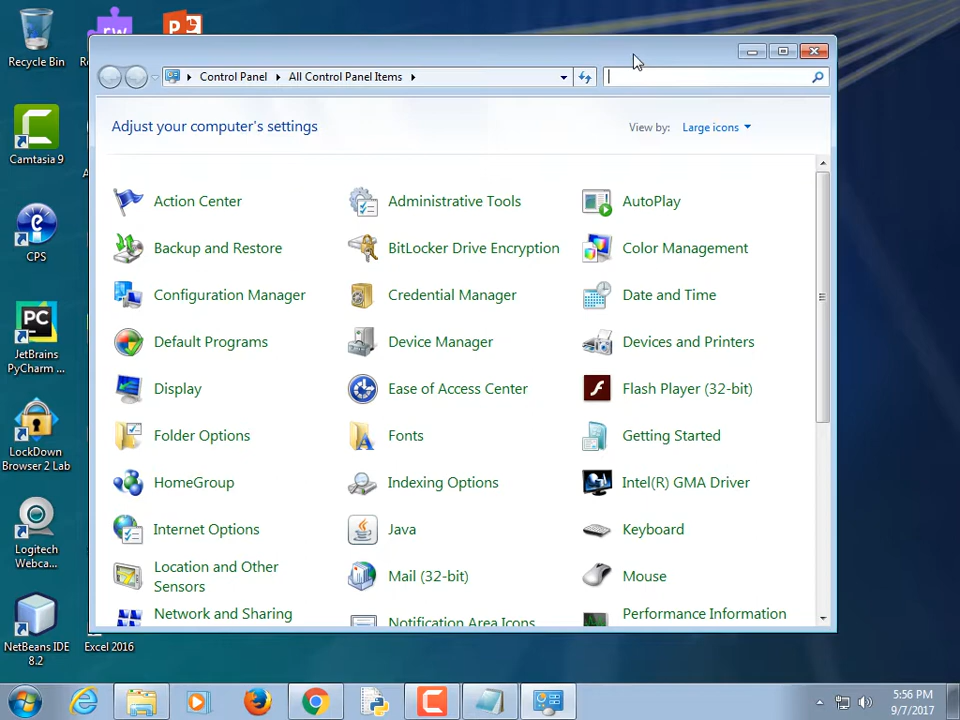 Recycle Bin
Camtasia 9
CPS
JetBrains
PyCharm ...
LockDown
Browser 2 Lab
Logitech
Webca...
NetBeans IDE
8.2
Excel 2016
Control Panel
All Control Panel Items
Adjust your computer's settings
View by:
Large icons
Action Center
Administrative Tools
AutoPlay
Backup and Restore
BitLocker Drive Encryption
Color Management
Configuration Manager
Credential Manager
Date and Time
Default Programs
Device Manager
Devices and Printers
Display
Ease of Access Center
Flash Player (32-bit)
Folder Options
Fonts
Getting Started
HomeGroup
Indexing Options
Intel(R) GMA Driver
Internet Options
Java
Keyboard
Location and Other
Sensors
Mail (32-bit)
Mouse
Network and Sharing
Notification Area Icons
Performance Information
5:56 PM
9/7/2017